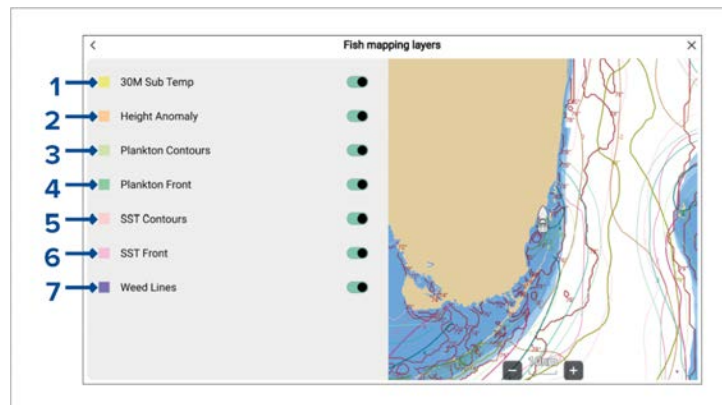 Fish mapping layers
1 30M Sub Temp
2 Height Anomaly
3 Plankton Contours
4 Plankton Front
5 SST Contours
6 SST Front
7 Weed Lines